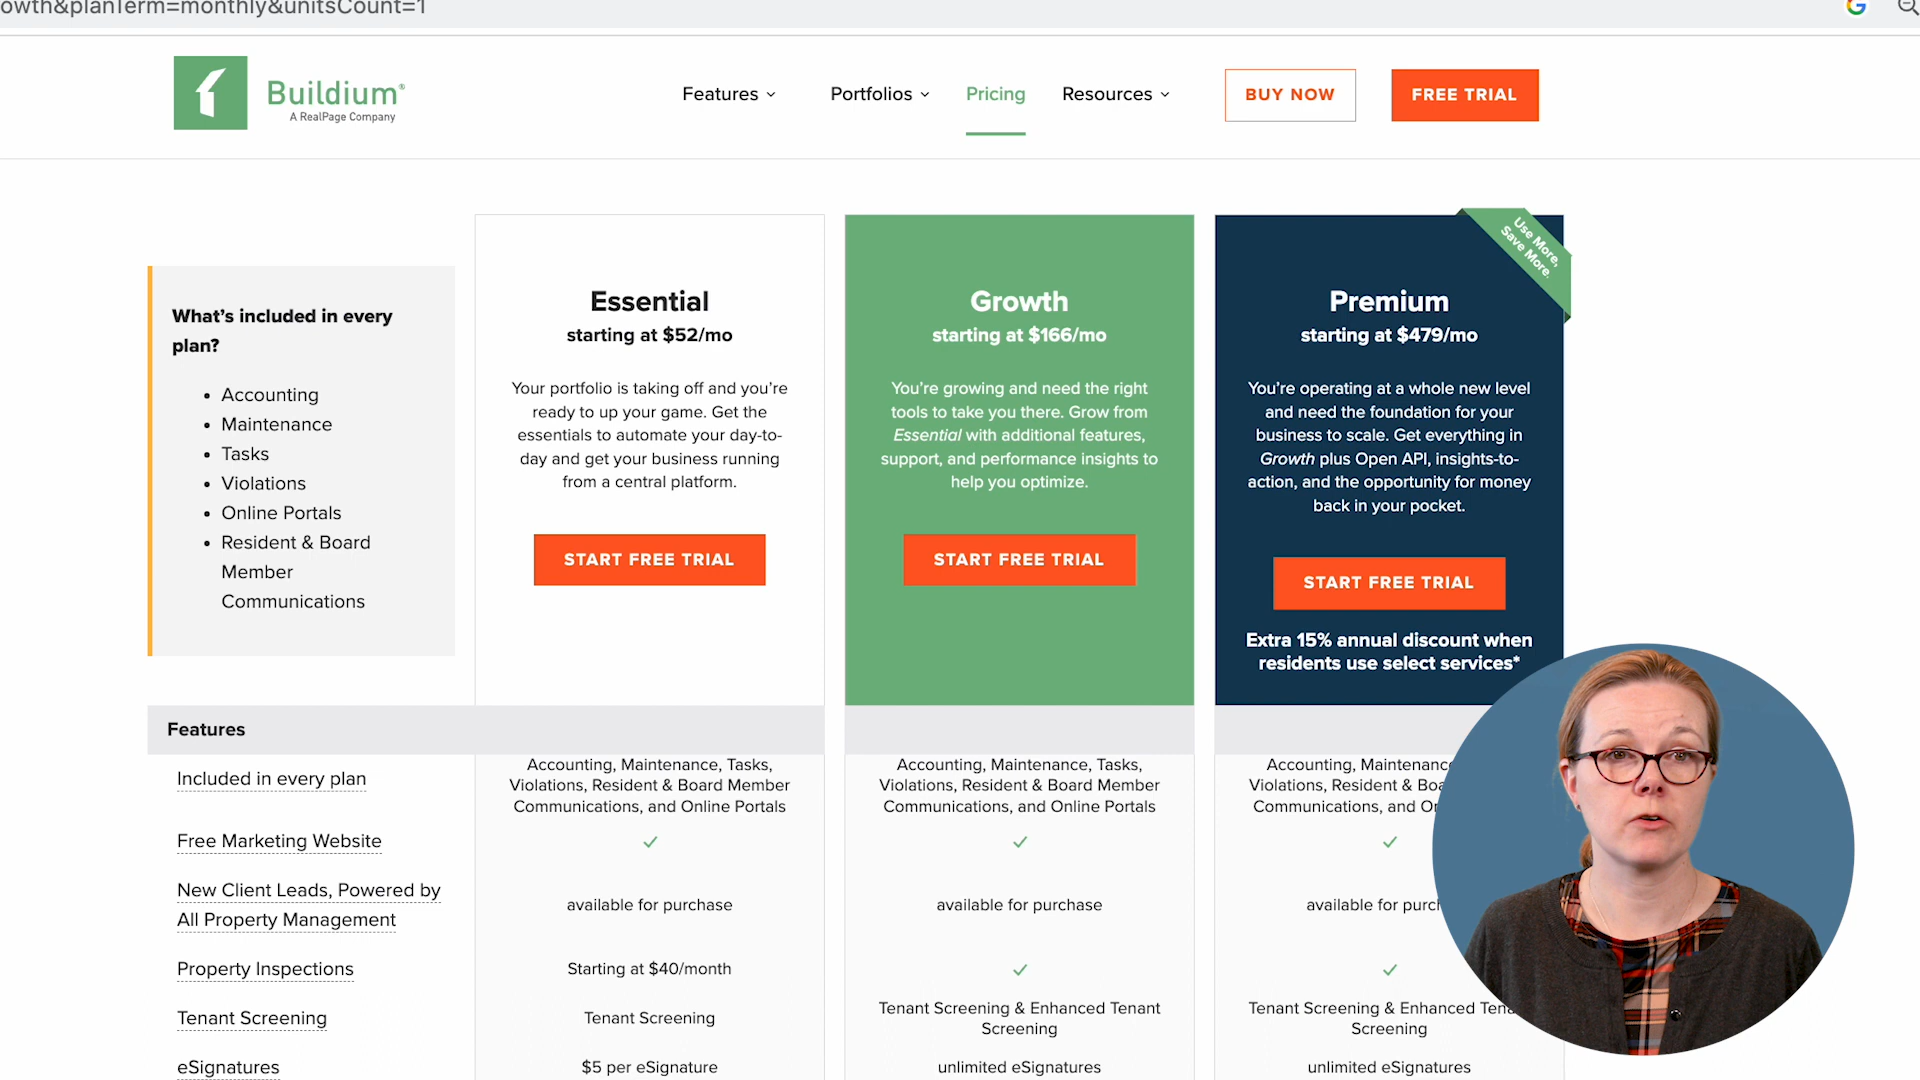 owth&planTerm=monthly&unitsCount=1
Buildium®
A RealPage Company
Features
Portfolios
Pricing
Resources
BUY NOW
FREE TRIAL
What's included in every
plan?
• Accounting
• Maintenance
• Tasks
• Violations
• Online Portals
• Resident & Board
Member
Communications
Essential
starting at $52/mo
Your portfolio is taking off and you're
ready to up your game. Get the
essentials to automate your day-to-
day and get your business running
from a central platform.
START FREE TRIAL
Growth
starting at $166/mo
You're growing and need the right
tools to take you there. Grow from
Essential with additional features,
support, and performance insights to
help you optimize.
START FREE TRIAL
Use More,
Save More.
Premium
starting at $479/mo
You're operating at a whole new level
and need the foundation for your
business to scale. Get everything in
Growth plus Open API, insights-to-
action, and the opportunity for money
back in your pocket.
START FREE TRIAL
Extra 15% annual discount when
residents use select services*
Features
Included in every plan
Accounting, Maintenance, Tasks,
Violations, Resident & Board Member
Communications, and Online Portals
Accounting, Maintenance, Tasks,
Violations, Resident & Board Member
Communications, and Online Portals
Accounting, Maintenance
Violations, Resident & Boa
Communications, and Or
Free Marketing Website
New Client Leads, Powered by
All Property Management
available for purchase
available for purchase
available for purch
Property Inspections
Starting at $40/month
Tenant Screening
Tenant Screening
Tenant Screening & Enhanced Tenant
Screening
Tenant Screening & Enhanced Tena
Screening
eSignatures
$5 per eSignature
unlimited eSignatures
unlimited eSignatures